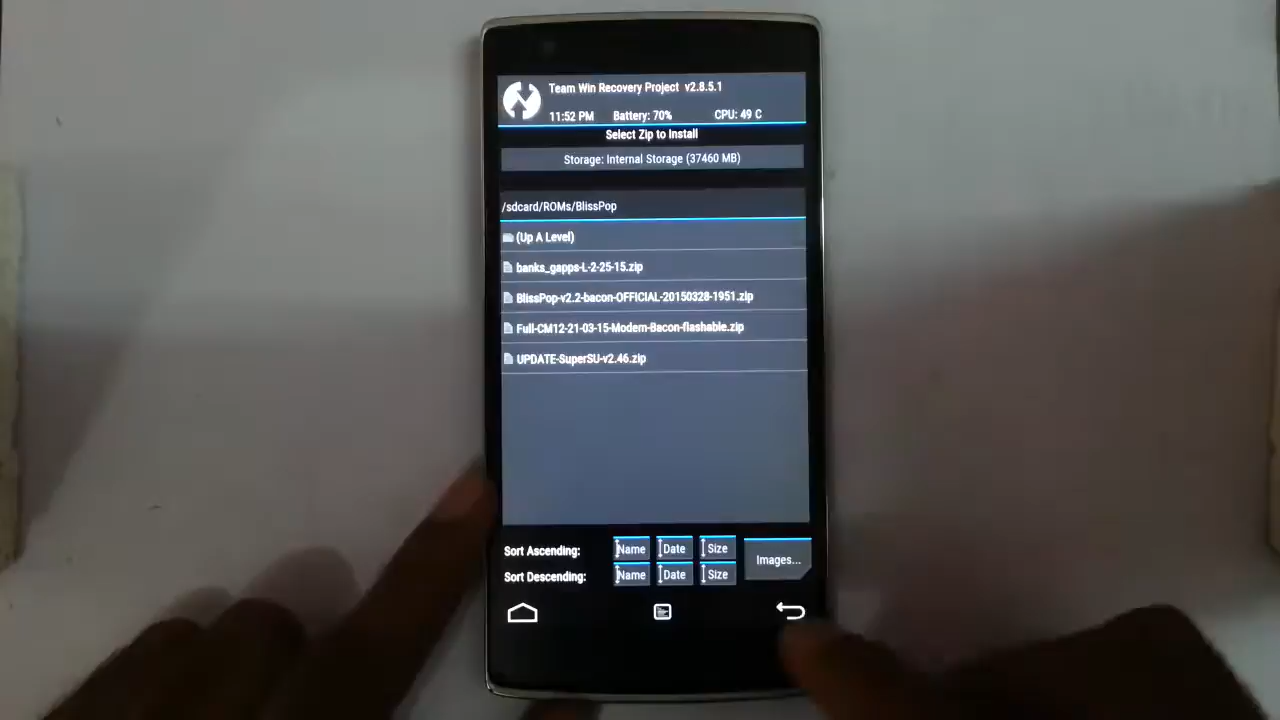 Team Win Recovery Project v2.8.5.1
11:52 PM Battery: 70% CPU: 49 C
Select Zip to Install
Storage: Internal Storage (37460 MB)
/sdcard/ROMs/BlissPop
(Up A Level)
banks_gapps-L-2-25-15.zip
BlissPop-v2.2-bacon-OFFICIAL-20150328-1951.zip
Full-CM12-21-03-15-Modem-Bacon-flashable.zip
UPDATE-SuperSU-v2.46.zip
Sort Ascending: Name Date Size
Images...
Sort Descending: Name Date Size